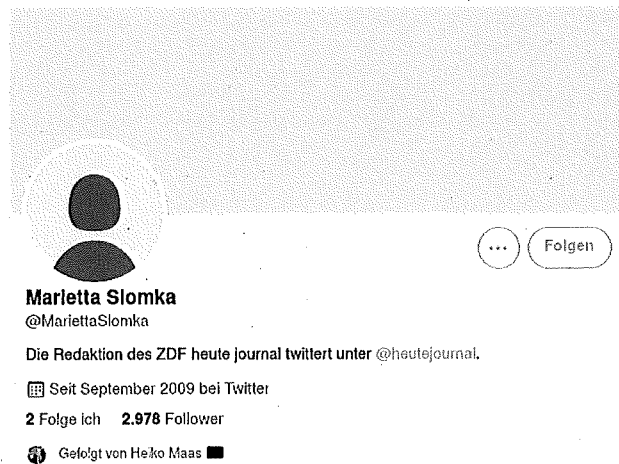 Folgen
Marietta Slomka
@MariettaSlomka
Die Redaktion des ZDF heute journal twittert unter @heutejournal.
Seit September 2009 bei Twitter
2 Folge ich 2.978 Follower
Gefolgt von Heiko Maas